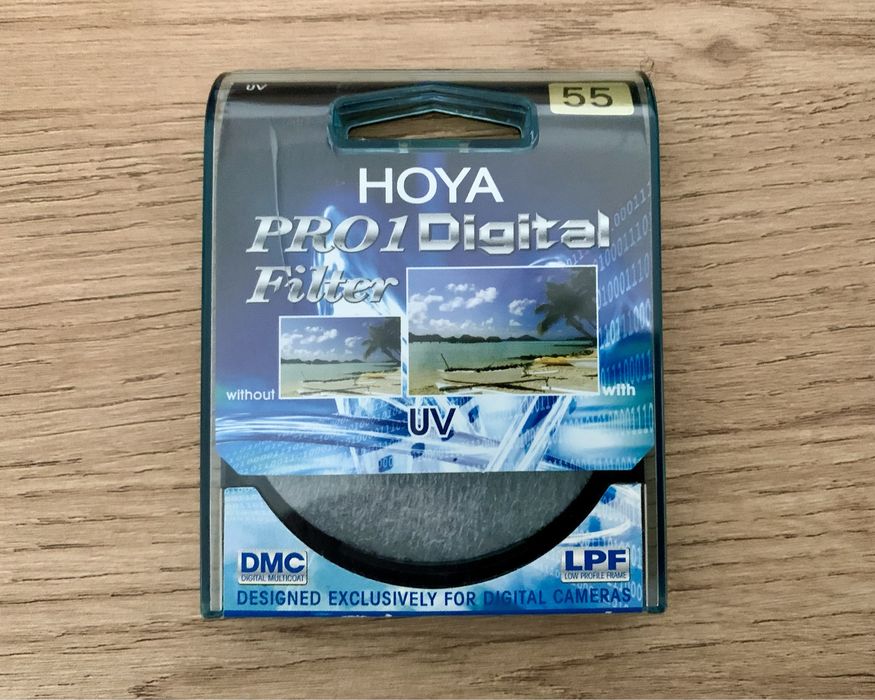 UV
55
HOYA
PRO1 Digital
Filter
without
with
UV
DMC
DIGITAL MULTICOAT
LPF
LOW PROFILE FRAME
DESIGNED EXCLUSIVELY FOR DIGITAL CAMERAS